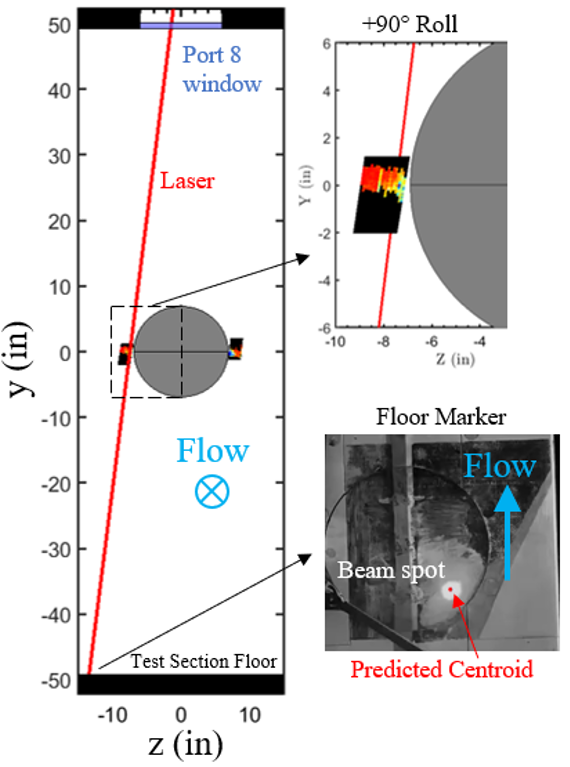 50
40
30
20
10
0
-10
-20
-30
-40
-50
y (in)
-10 0 10
z (in)
Port 8
window
Laser
Flow
Test Section Floor
+90° Roll
6
4
2
0
-2
-4
-6
Y (in)
-10 -8 -6 -4
Z (in)
Floor Marker
Flow
Beam spot
Predicted Centroid